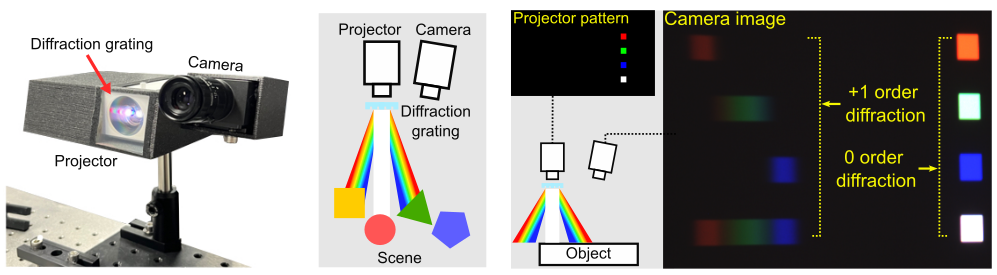 Diffraction grating
Camera
Projector
Projector
Camera
Diffraction
grating
Scene
Projector pattern
Object
Camera image
+1 order
diffraction
0 order
diffraction